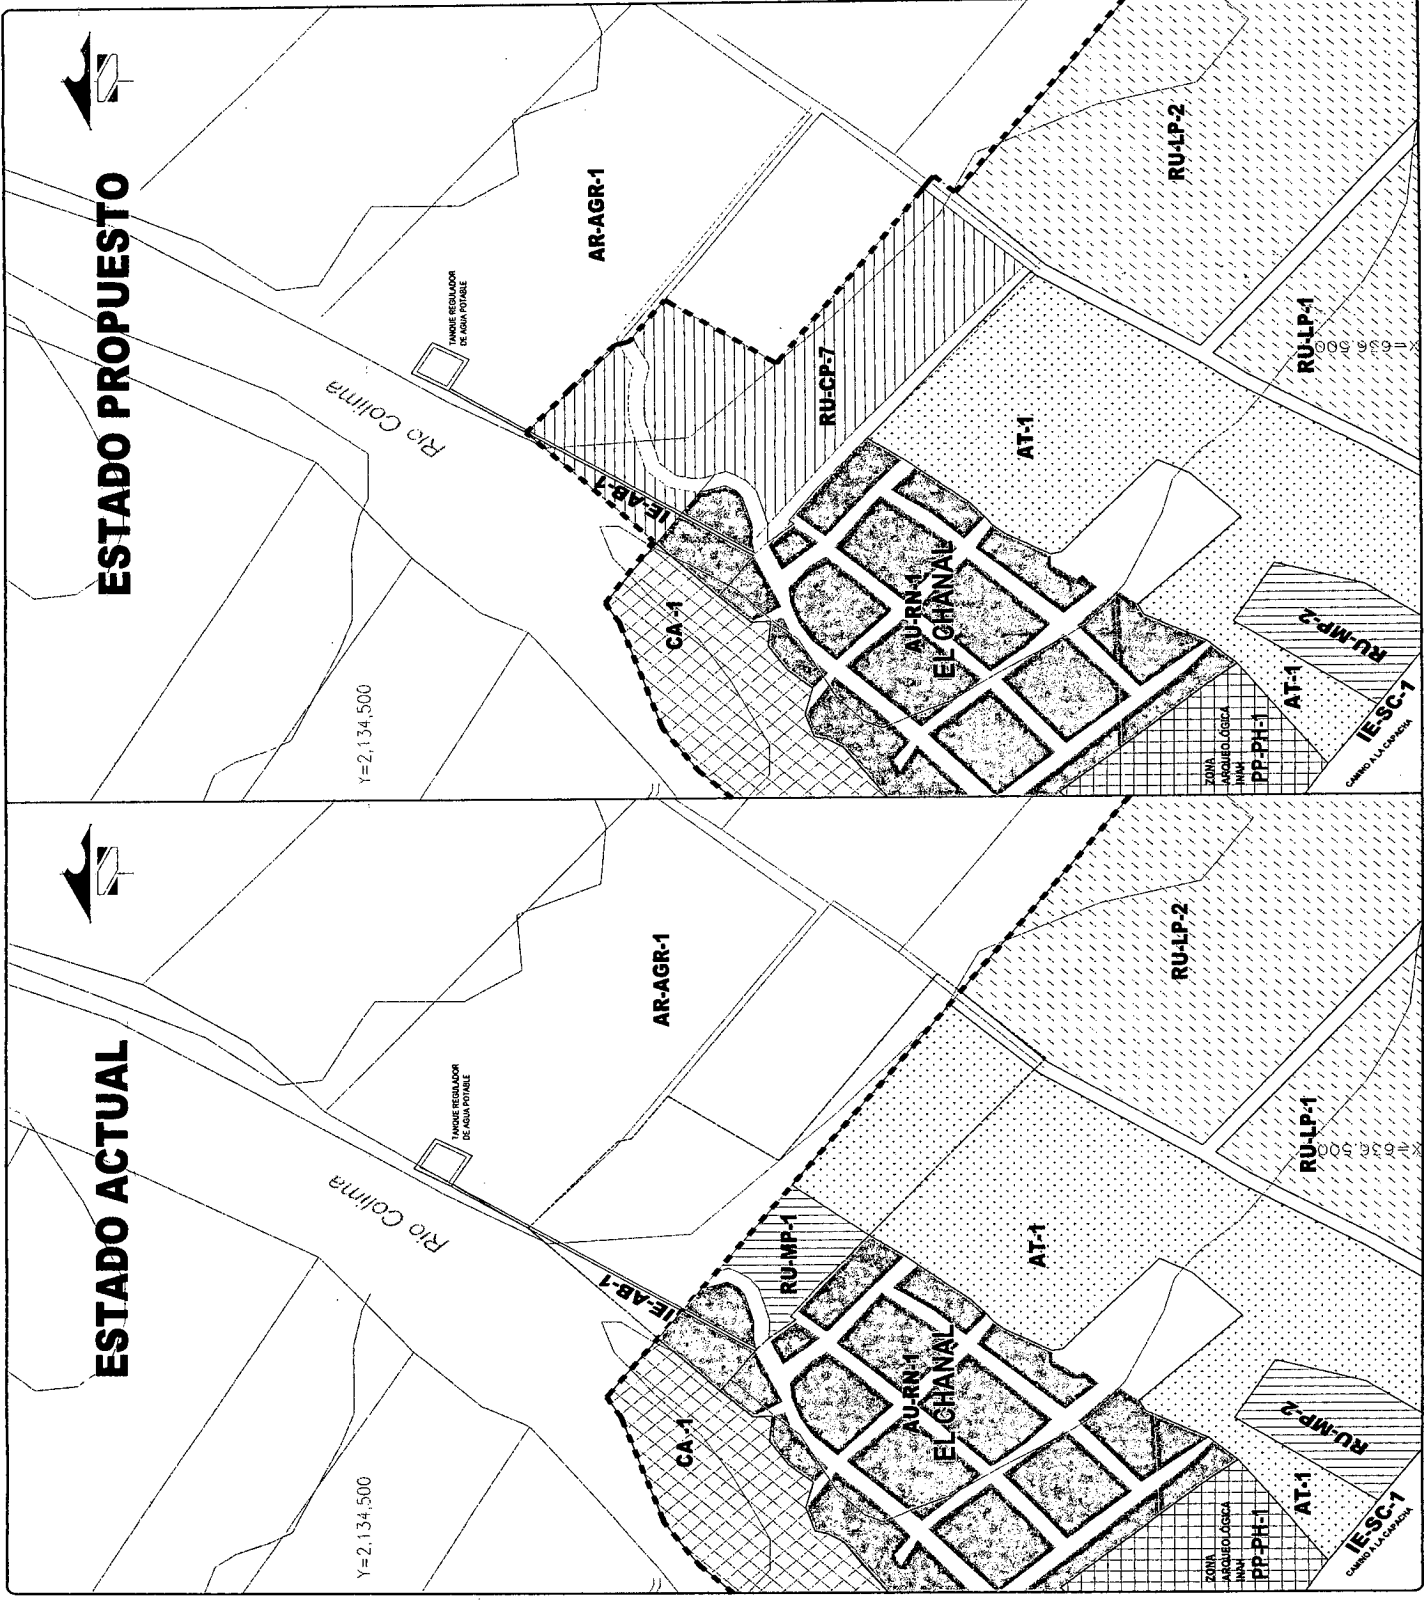 ESTADO ACTUAL
Río Colima
TANQUE REGULADOR
DE AGUA POTABLE
AR-AGR-1
IE-AB-1
RU-MP-1
CA -1
Y=2,134,500
AU-RN-1
EL CHANAL
AT-1
RU-LP-2
RU-LP-1
X=636,500
RU-MP-2
AT-1
ZONA
ARQUEOLÓGICA
INAH
PP-PH-1
IE-SC-1
CAMINO A LA CAPACHA
ESTADO PROPUESTO
Río Colima
TANQUE REGULADOR
DE AGUA POTABLE
AR-AGR-1
IE-AB-1
RU-CP-7
CA -1
Y=2,134,500
AU-RN-1
EL CHANAL
AT-1
RU-LP-2
RU-LP-1
X=636,500
RU-MP-2
AT-1
ZONA
ARQUEOLÓGICA
INAH
PP-PH-1
IE-SC-1
CAMINO A LA CAPACHA